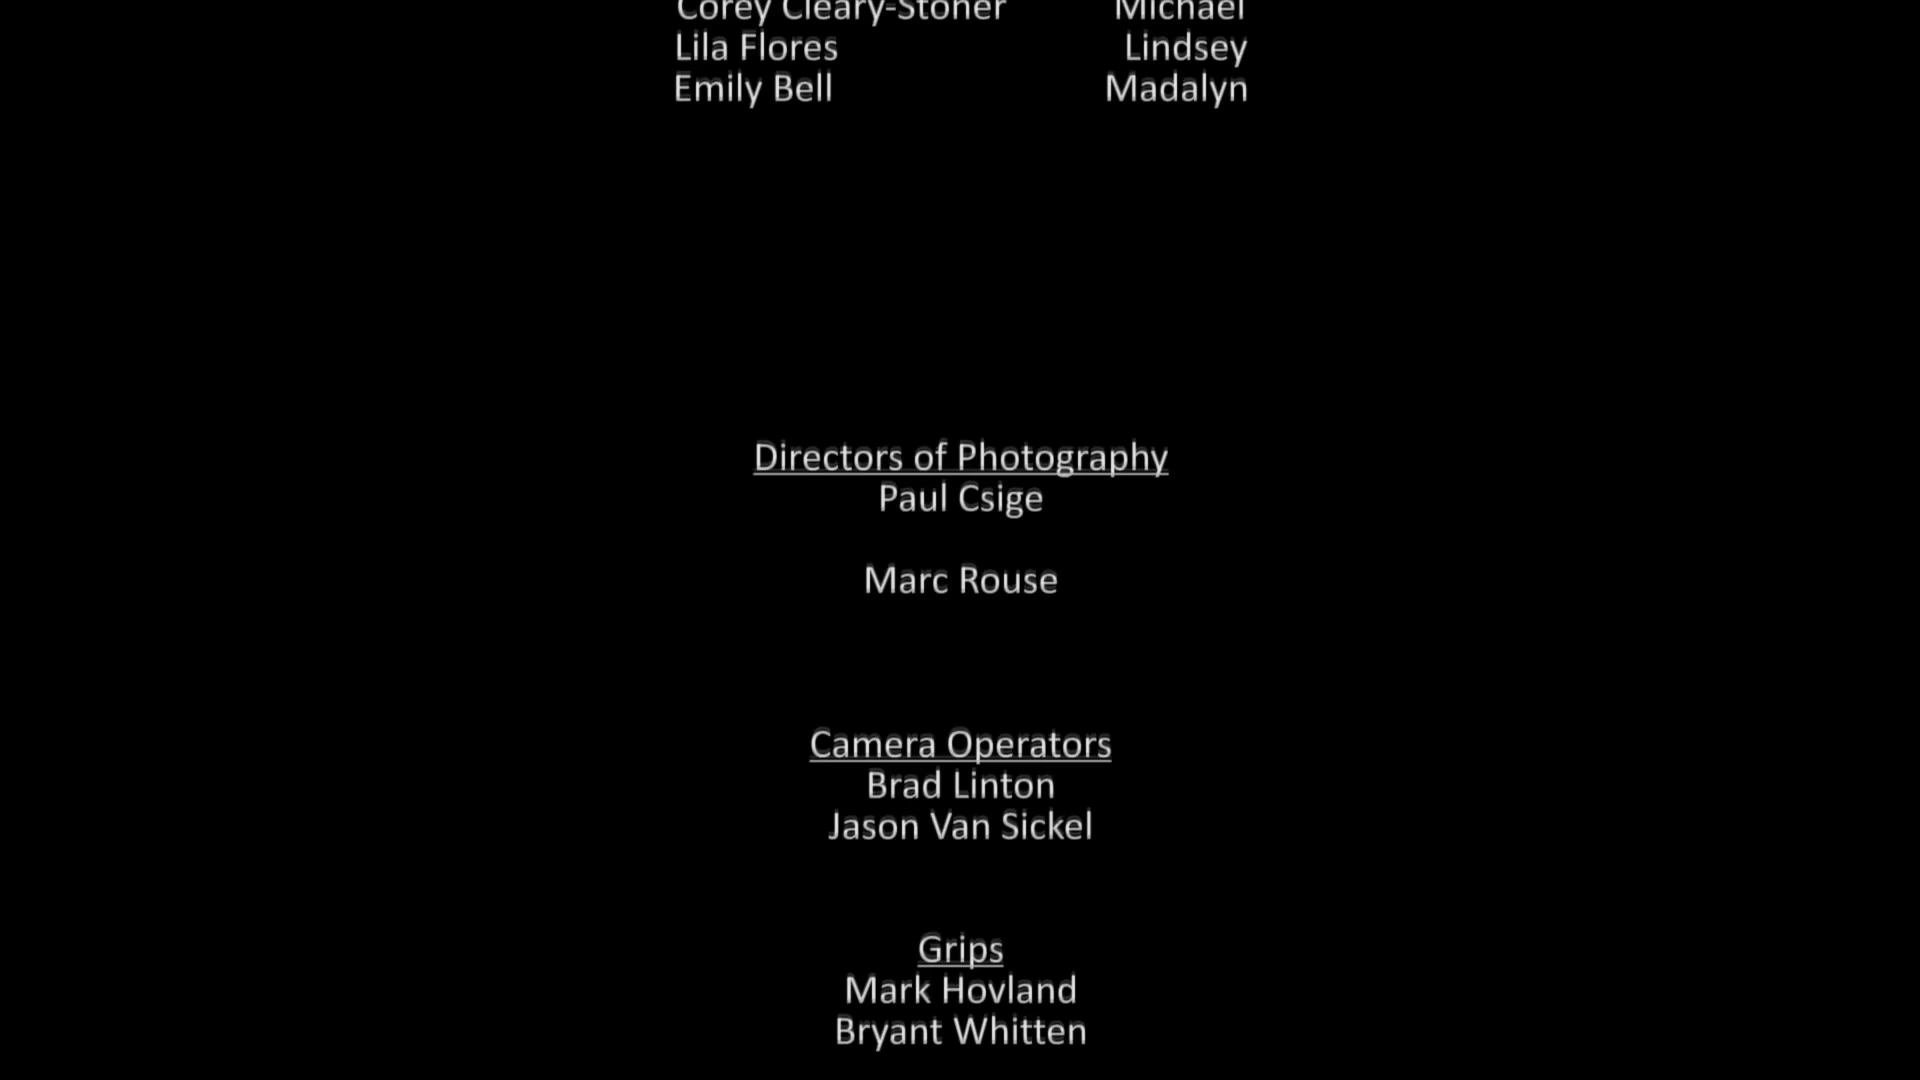 Corey Cleary-Stoner Michael
Lila Flores Lindsey
Emily Bell Madalyn
Directors of Photography
Paul Csige
Marc Rouse
Camera Operators
Brad Linton
Jason Van Sickel
Grips
Mark Hovland
Bryant Whitten